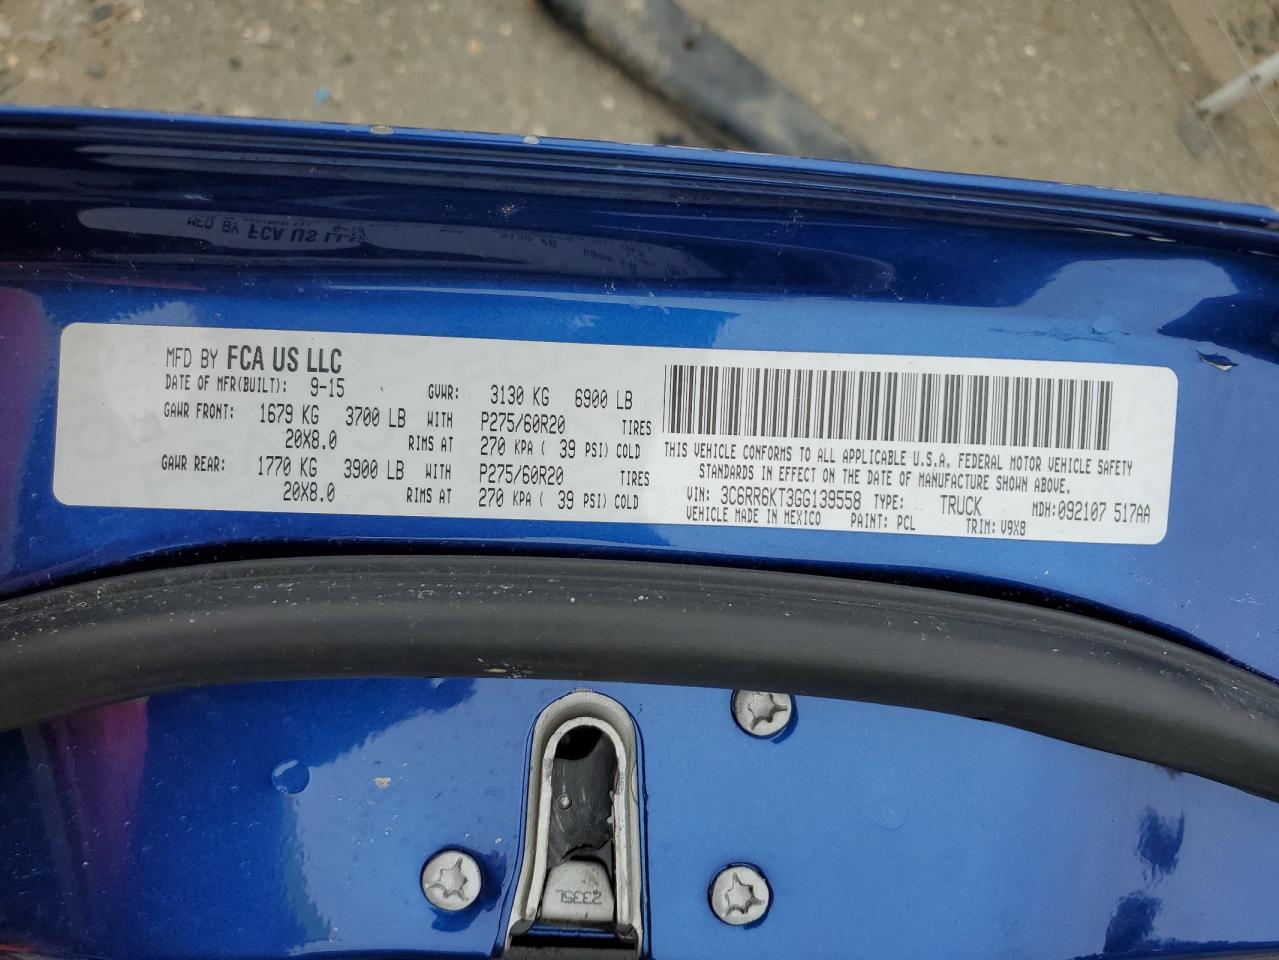 MFD BY FCA US LLC
DATE OF MFR(BUILT): 9-15 GVWR: 3130 KG 6900 LB
GAWR FRONT: 1679 KG 3700 LB WITH P275/60R20 TIRES
20X8.0 RIMS AT 270 KPA ( 39 PSI) COLD
GAWR REAR: 1770 KG 3900 LB WITH P275/60R20 TIRES
20X8.0 RIMS AT 270 KPA ( 39 PSI) COLD
THIS VEHICLE CONFORMS TO ALL APPLICABLE U.S.A. FEDERAL MOTOR VEHICLE SAFETY
STANDARDS IN EFFECT ON THE DATE OF MANUFACTURE SHOWN ABOVE.
VIN: 3C6RR6KT3GG139558 TYPE: TRUCK MDH:092107 517AA
VEHICLE MADE IN MEXICO PAINT: PCL TRIM: V9X8
2335L